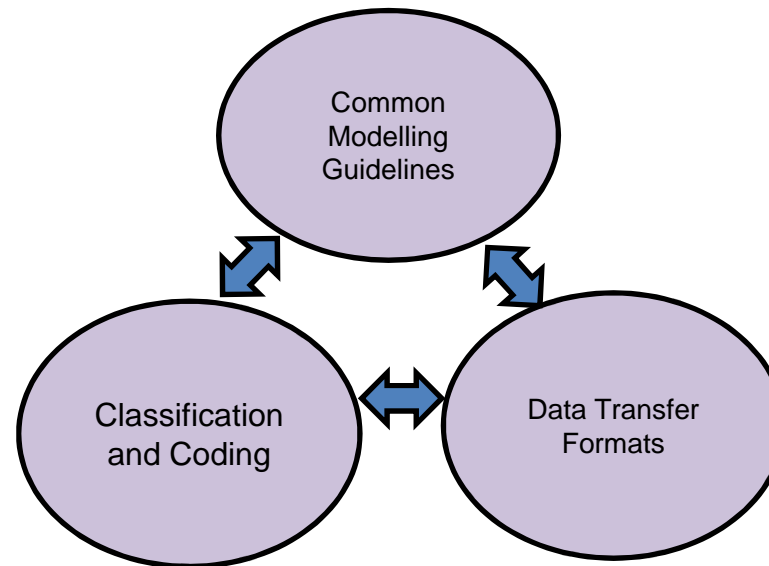 Common
Modelling
Guidelines
Classification
and Coding
Data Transfer
Formats